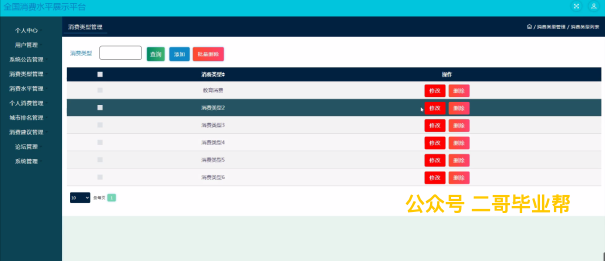 全国消费水平展示平台
个人中心
用户管理
系统公告管理
消费类型管理
消费水平管理
个人消费管理
城市排名管理
消费建议管理
论坛管理
系统管理
消费类型管理
/ 消费类型管理 / 消费类型列表
消费类型 查询 添加 批量删除
消费类型 操作
教育消费 修改 删除
消费类型2 修改 删除
消费类型3 修改 删除
消费类型4 修改 删除
消费类型5 修改 删除
消费类型6 修改 删除
10 1
公众号 二哥毕业帮